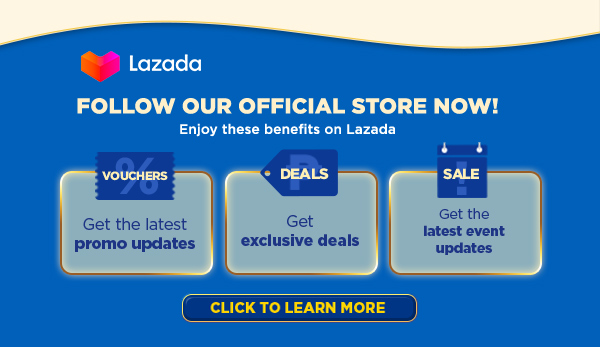 Lazada
FOLLOW OUR OFFICIAL STORE NOW!
Enjoy these benefits on Lazada
%
VOUCHERS
Get the latest
promo updates
₱
DEALS
Get
exclusive deals
!
SALE
Get the
latest event
updates
CLICK TO LEARN MORE